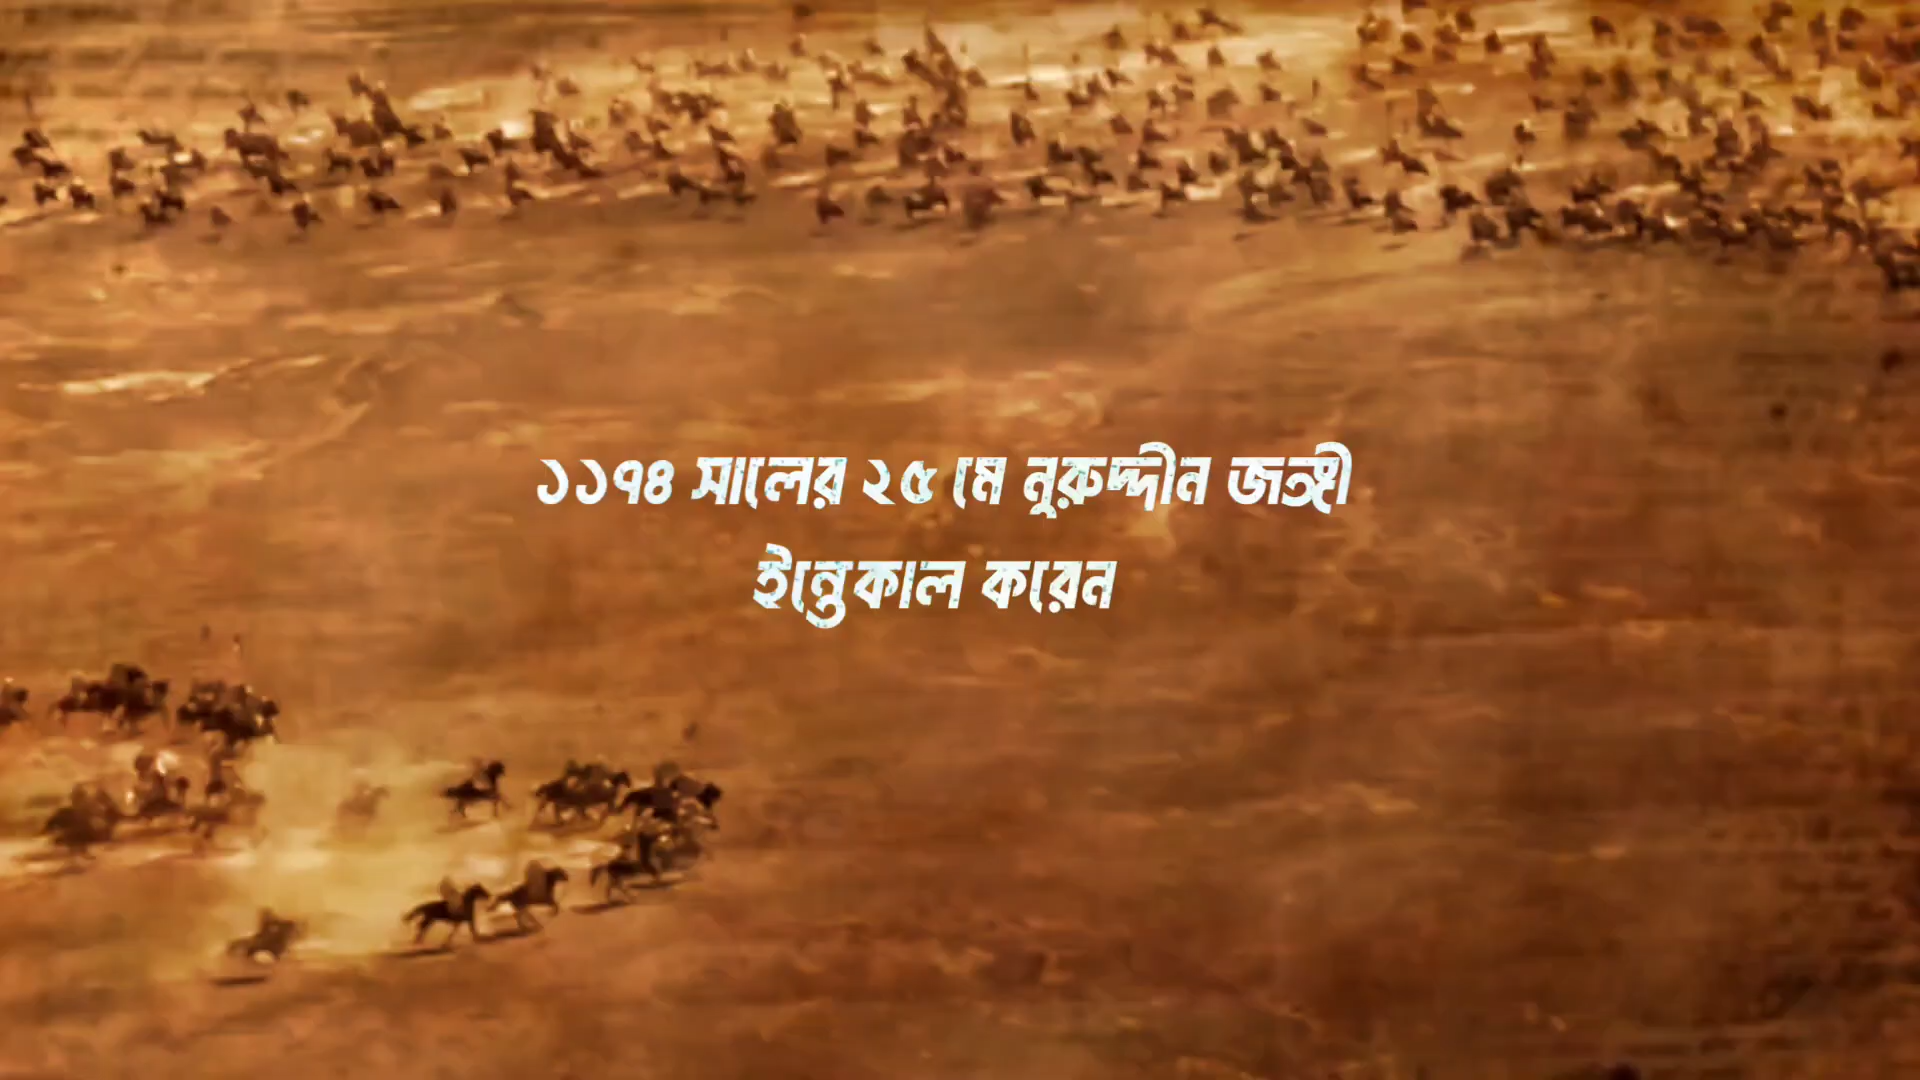 ১১৭৪ সালের ২৫ মে নুরুদ্দীন জঙ্গী
ইন্তেকাল করেন